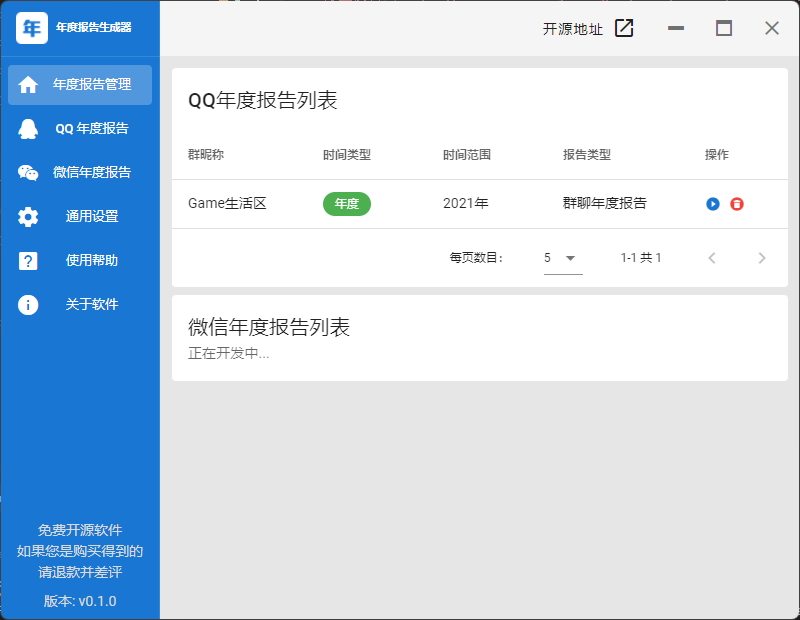 年 年度报告生成器
开源地址
年度报告管理
QQ 年度报告
微信年度报告
通用设置
? 使用帮助
i 关于软件
免费开源软件
如果您是购买得到的
请退款并差评
版本: v0.1.0
QQ年度报告列表
群昵称 时间类型 时间范围 报告类型 操作
Game生活区 年度 2021年 群聊年度报告
每页数目: 5 1-1 共 1
微信年度报告列表
正在开发中...